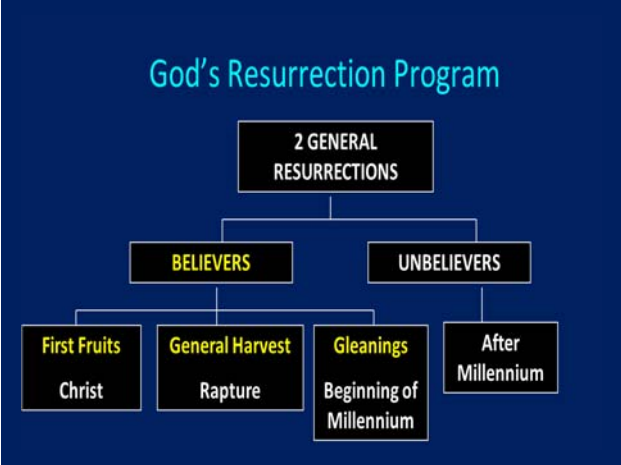 God's Resurrection Program
2 GENERAL
RESURRECTIONS
BELIEVERS
UNBELIEVERS
First Fruits
Christ
General Harvest
Rapture
Gleanings
Beginning of
Millennium
After
Millennium